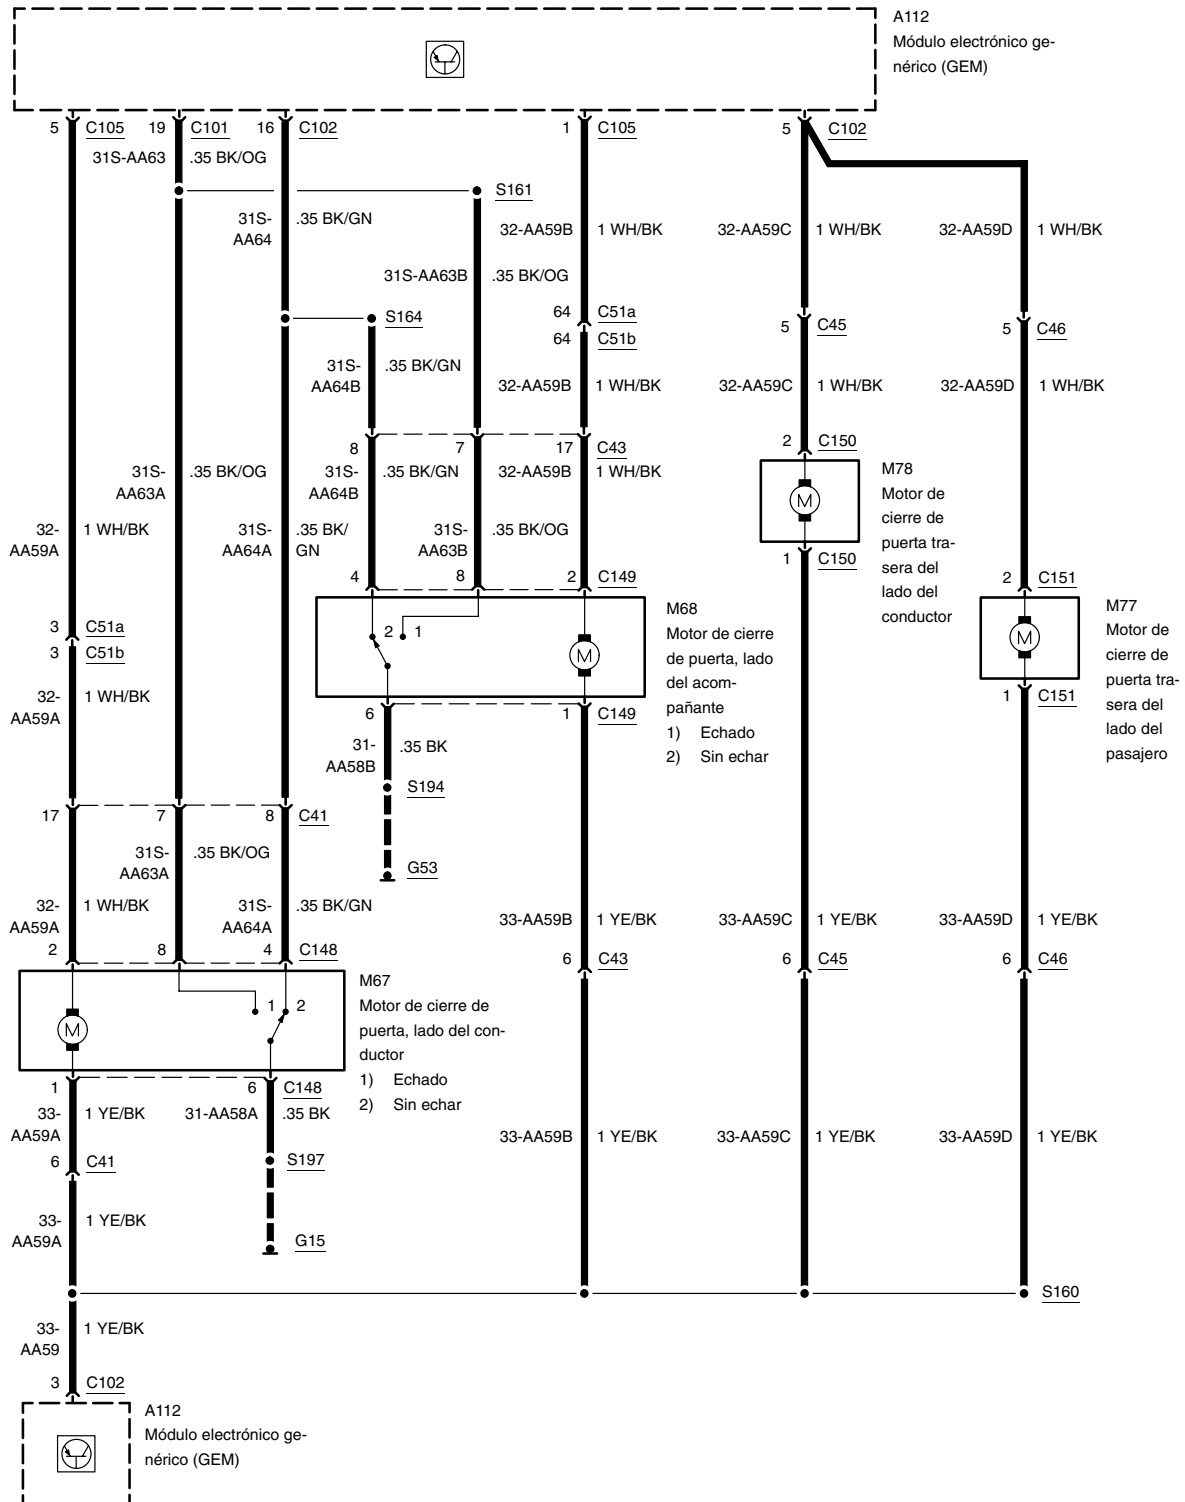 A112
Módulo electrónico ge-
nérico (GEM)
5 C105 19 C101 16 C102 1 C105 5 C102
31S-AA63 .35 BK/OG
S161
31S-
AA64
.35 BK/GN
32-AA59B 1 WH/BK 32-AA59C 1 WH/BK 32-AA59D 1 WH/BK
31S-AA63B .35 BK/OG
64 C51a
S164
5 C45 5 C46
64 C51b
31S-
AA64B
.35 BK/GN
32-AA59B 1 WH/BK 32-AA59C 1 WH/BK 32-AA59D 1 WH/BK
8 7 17 C43
2 C150
31S-
AA63A
.35 BK/OG
31S-
AA64B
.35 BK/GN
32-AA59B 1 WH/BK
M
M78
Motor de
cierre de
puerta tra-
sera del
lado del
conductor
32-
AA59A
1 WH/BK
31S-
AA64A
.35 BK/
GN
31S-
AA63B
.35 BK/OG
1 C150
4 8 2 C149
2 C151
3 C51a
3 C51b
2 1
M
M68
Motor de cierre
de puerta, lado
del acom-
pañante
1) Echado
2) Sin echar
M
M77
Motor de
cierre de
puerta tra-
sera del
lado del
pasajero
32-
AA59A
1 WH/BK
6 1 C149
1 C151
31-
AA58B
.35 BK
S194
17 7 8 C41
31S-
AA63A
.35 BK/OG
G53
32-
AA59A
1 WH/BK
31S-
AA64A
.35 BK/GN
33-AA59B 1 YE/BK 33-AA59C 1 YE/BK 33-AA59D 1 YE/BK
2 8 4 C148
6 C43 6 C45 6 C46
M
1 2
M67
Motor de cierre de
puerta, lado del con-
ductor
1) Echado
2) Sin echar
1 6 C148
33-
AA59A
1 YE/BK
31-AA58A .35 BK
33-AA59B 1 YE/BK 33-AA59C 1 YE/BK 33-AA59D 1 YE/BK
6 C41
S197
33-
AA59A
1 YE/BK
G15
S160
33-
AA59
1 YE/BK
3 C102
A112
Módulo electrónico ge-
nérico (GEM)